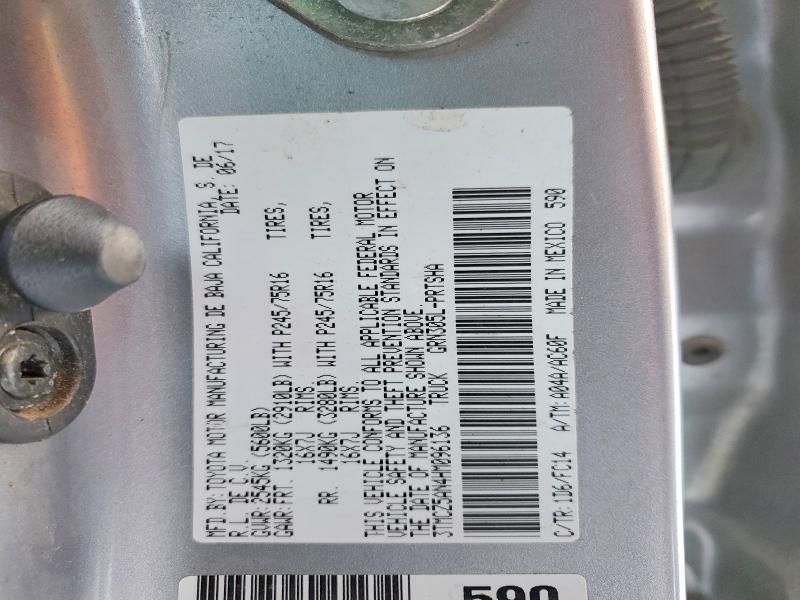 MFD.BY:TOYOTA MOTOR MANUFACTURING DE BAJA CALIFORNIA, S. DE
R.L. DE C.V. DATE: 06/17
GVWR: 2545KG (5600LB)
GAWR:FRT. 1320KG (2910LB) WITH P245/75R16 TIRES,
16X7J RIMS.
RR. 1490KG (3280LB) WITH P245/75R16 TIRES,
16X7J RIMS.
THIS VEHICLE CONFORMS TO ALL APPLICABLE FEDERAL MOTOR
VEHICLE SAFETY AND THEFT PREVENTION STANDARDS IN EFFECT ON
THE DATE OF MANUFACTURE SHOWN ABOVE.
3TMCZ5AN4HM096136 TRUCK GRN305L-PRTSHA
C/TR:1D6/FC14 A/TM:A04A/AC60F MADE IN MEXICO 590
590